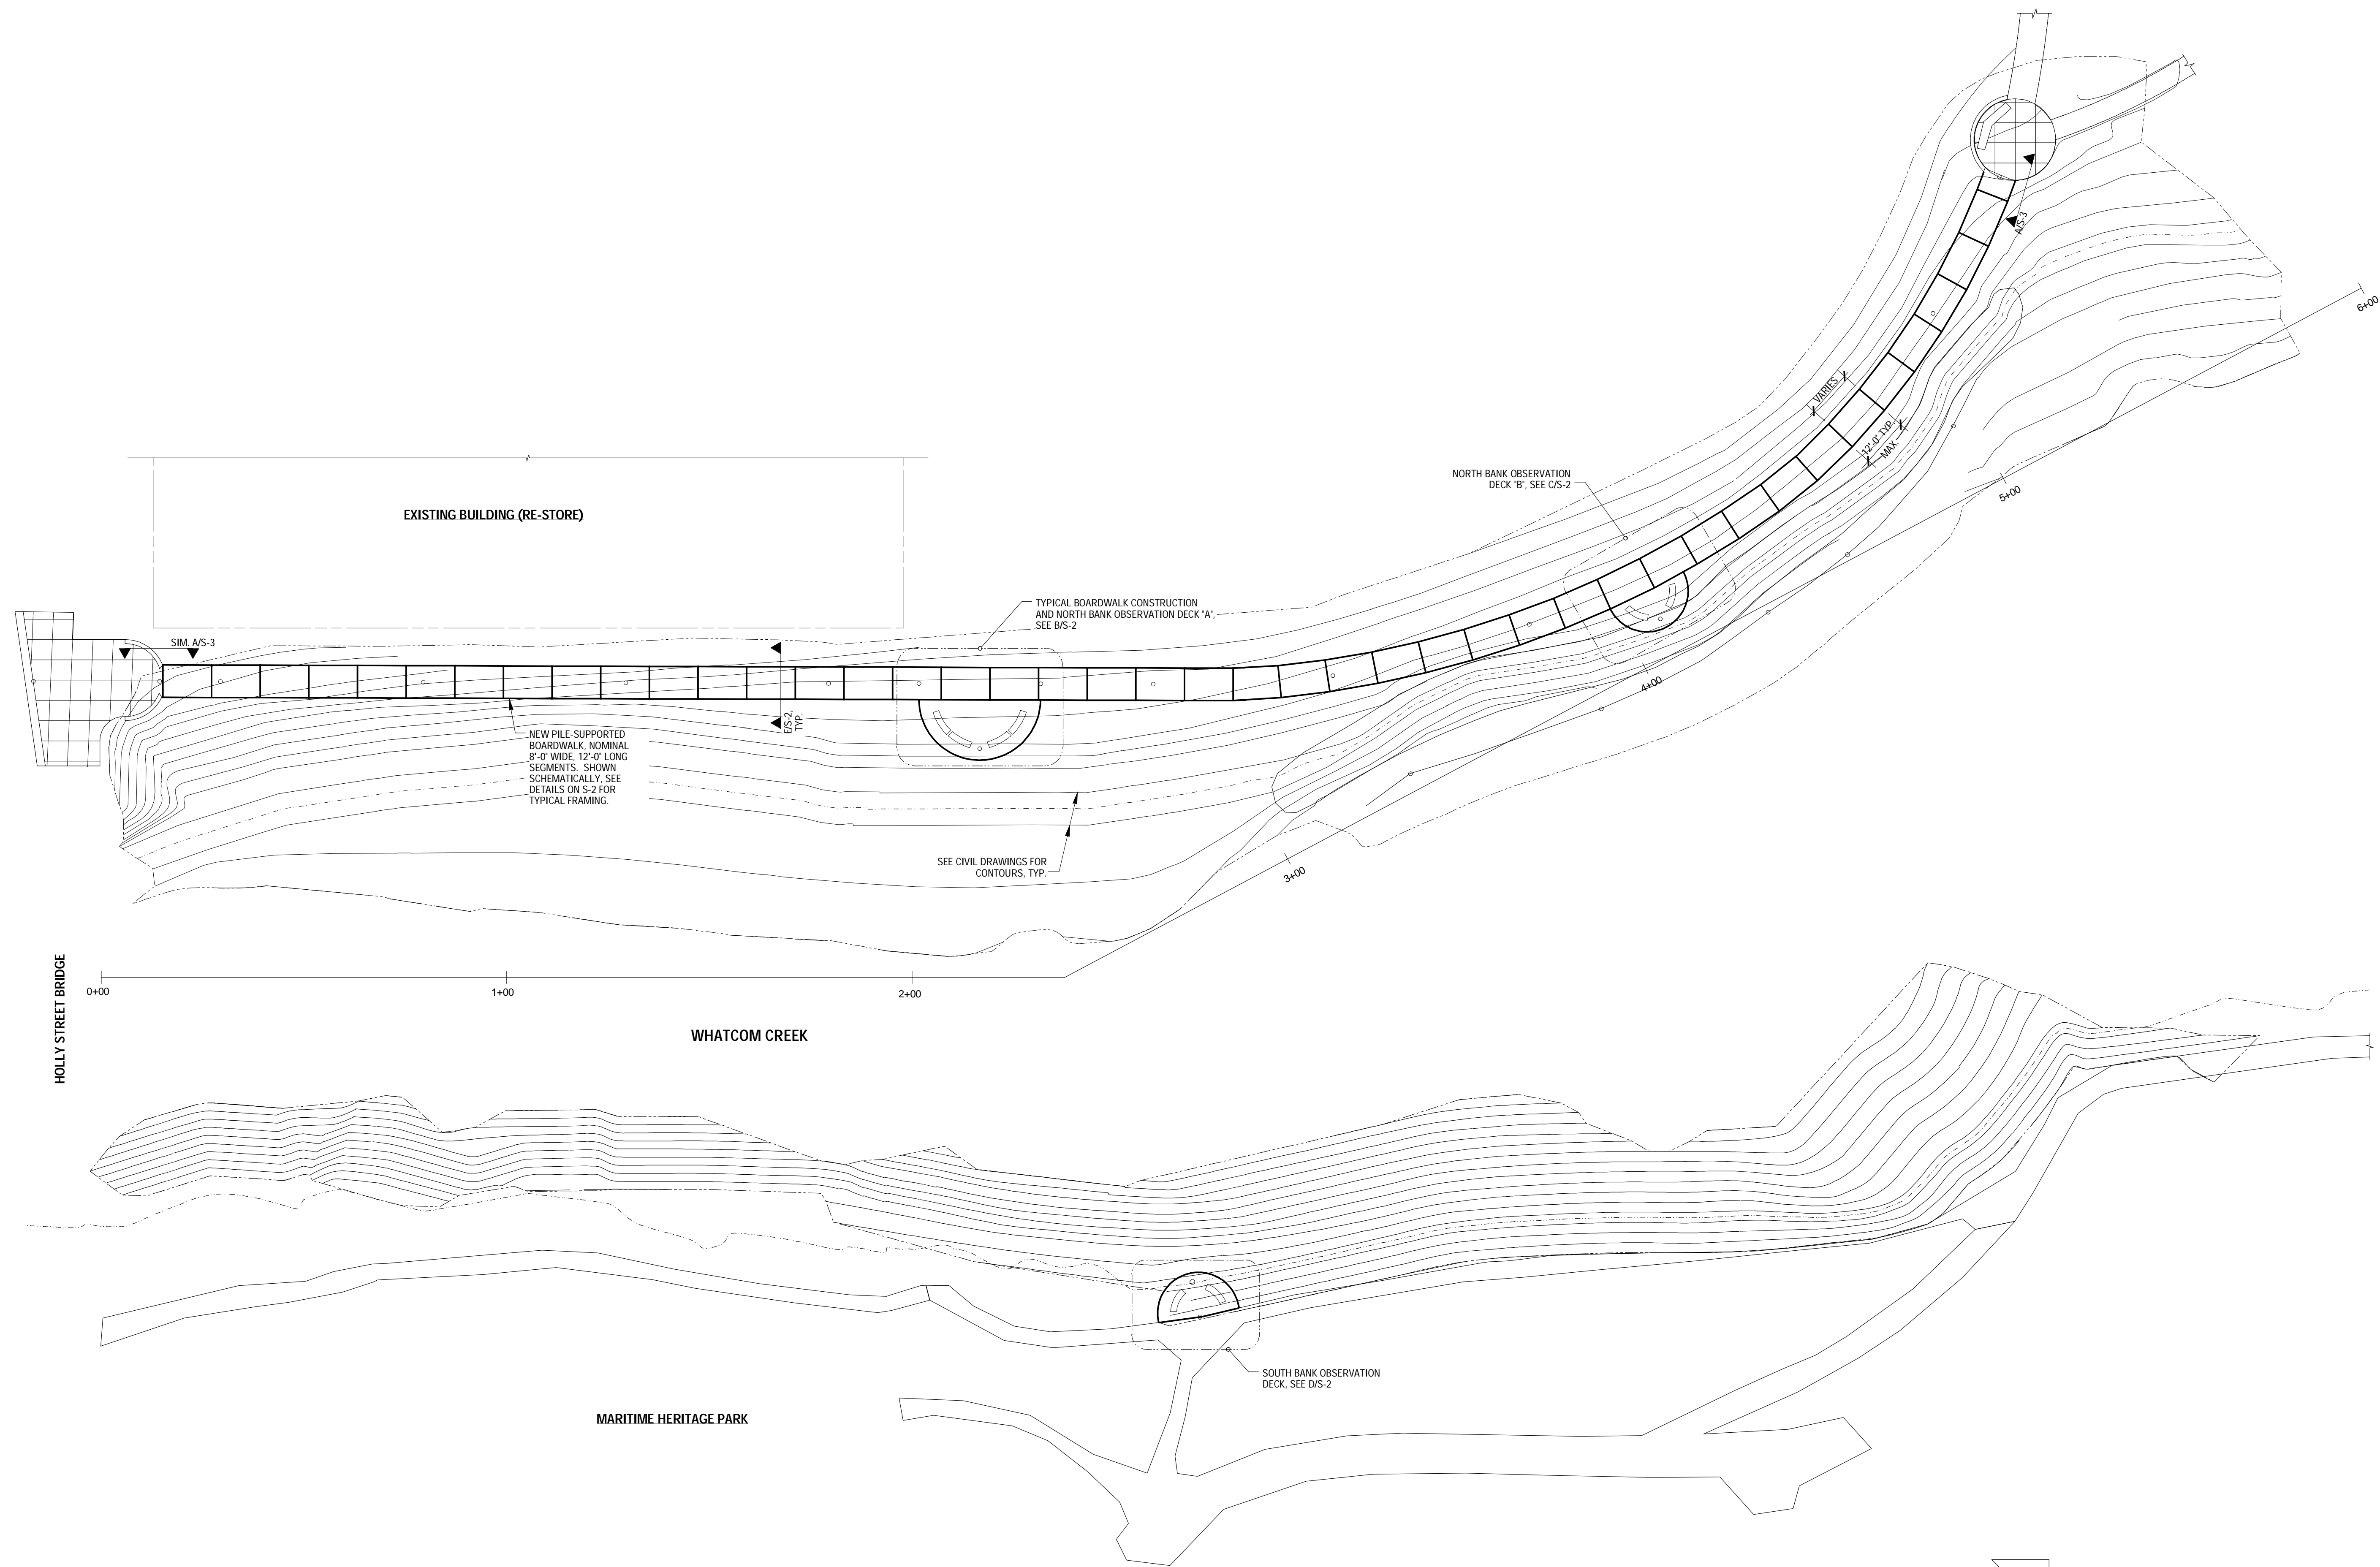 A/S-3
6+00
VARIES
12'-0" TYP.
MAX.
5+00
NORTH BANK OBSERVATION
DECK "B", SEE C/S-2
EXISTING BUILDING (RE-STORE)
TYPICAL BOARDWALK CONSTRUCTION
AND NORTH BANK OBSERVATION DECK "A",
SEE B/S-2
SIM. A/S-3
4+00
E/S-2,
TYP.
NEW PILE-SUPPORTED
BOARDWALK, NOMINAL
8'-0" WIDE, 12'-0" LONG
SEGMENTS. SHOWN
SCHEMATICALLY, SEE
DETAILS ON S-2 FOR
TYPICAL FRAMING.
SEE CIVIL DRAWINGS FOR
CONTOURS, TYP.
3+00
HOLLY STREET BRIDGE
0+00
1+00
2+00
WHATCOM CREEK
SOUTH BANK OBSERVATION
DECK, SEE D/S-2
MARITIME HERITAGE PARK